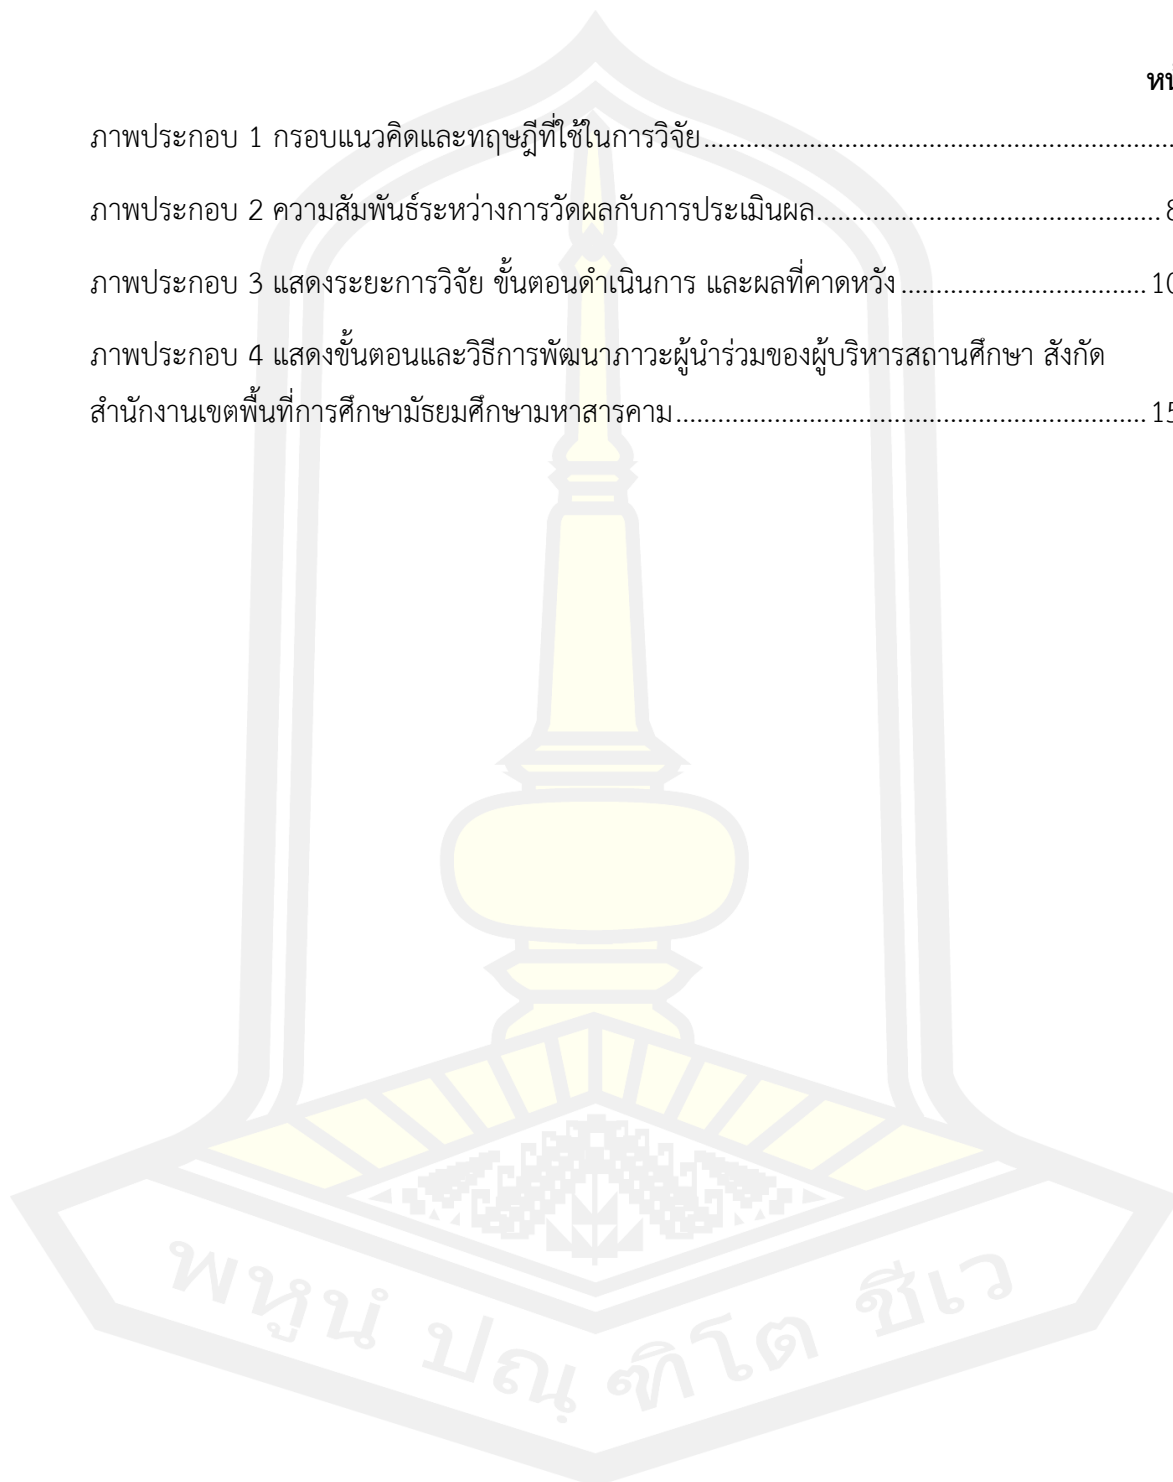 ภาพประกอบ 1 กรอบแนวคิดและทฤษฎีที่ใช้ในการวิจัย
ภาพประกอบ 2 ความสัมพันธ์ระหว่างการวัดผลกับการประเมินผล
ภาพประกอบ 3 แสดงระยะการวิจัย ขั้นตอนดำเนินการ และผลที่คาดหวัง
ภาพประกอบ 4 แสดงขั้นตอนและวิธีการพัฒนาภาวะผู้นำร่วมของผู้บริหารสถานศึกษา สังกัด
สำนักงานเขตพื้นที่การศึกษามัธยมศึกษามหาสารคาม
พหูนํ ปณฺ ฑิโต ชีเว